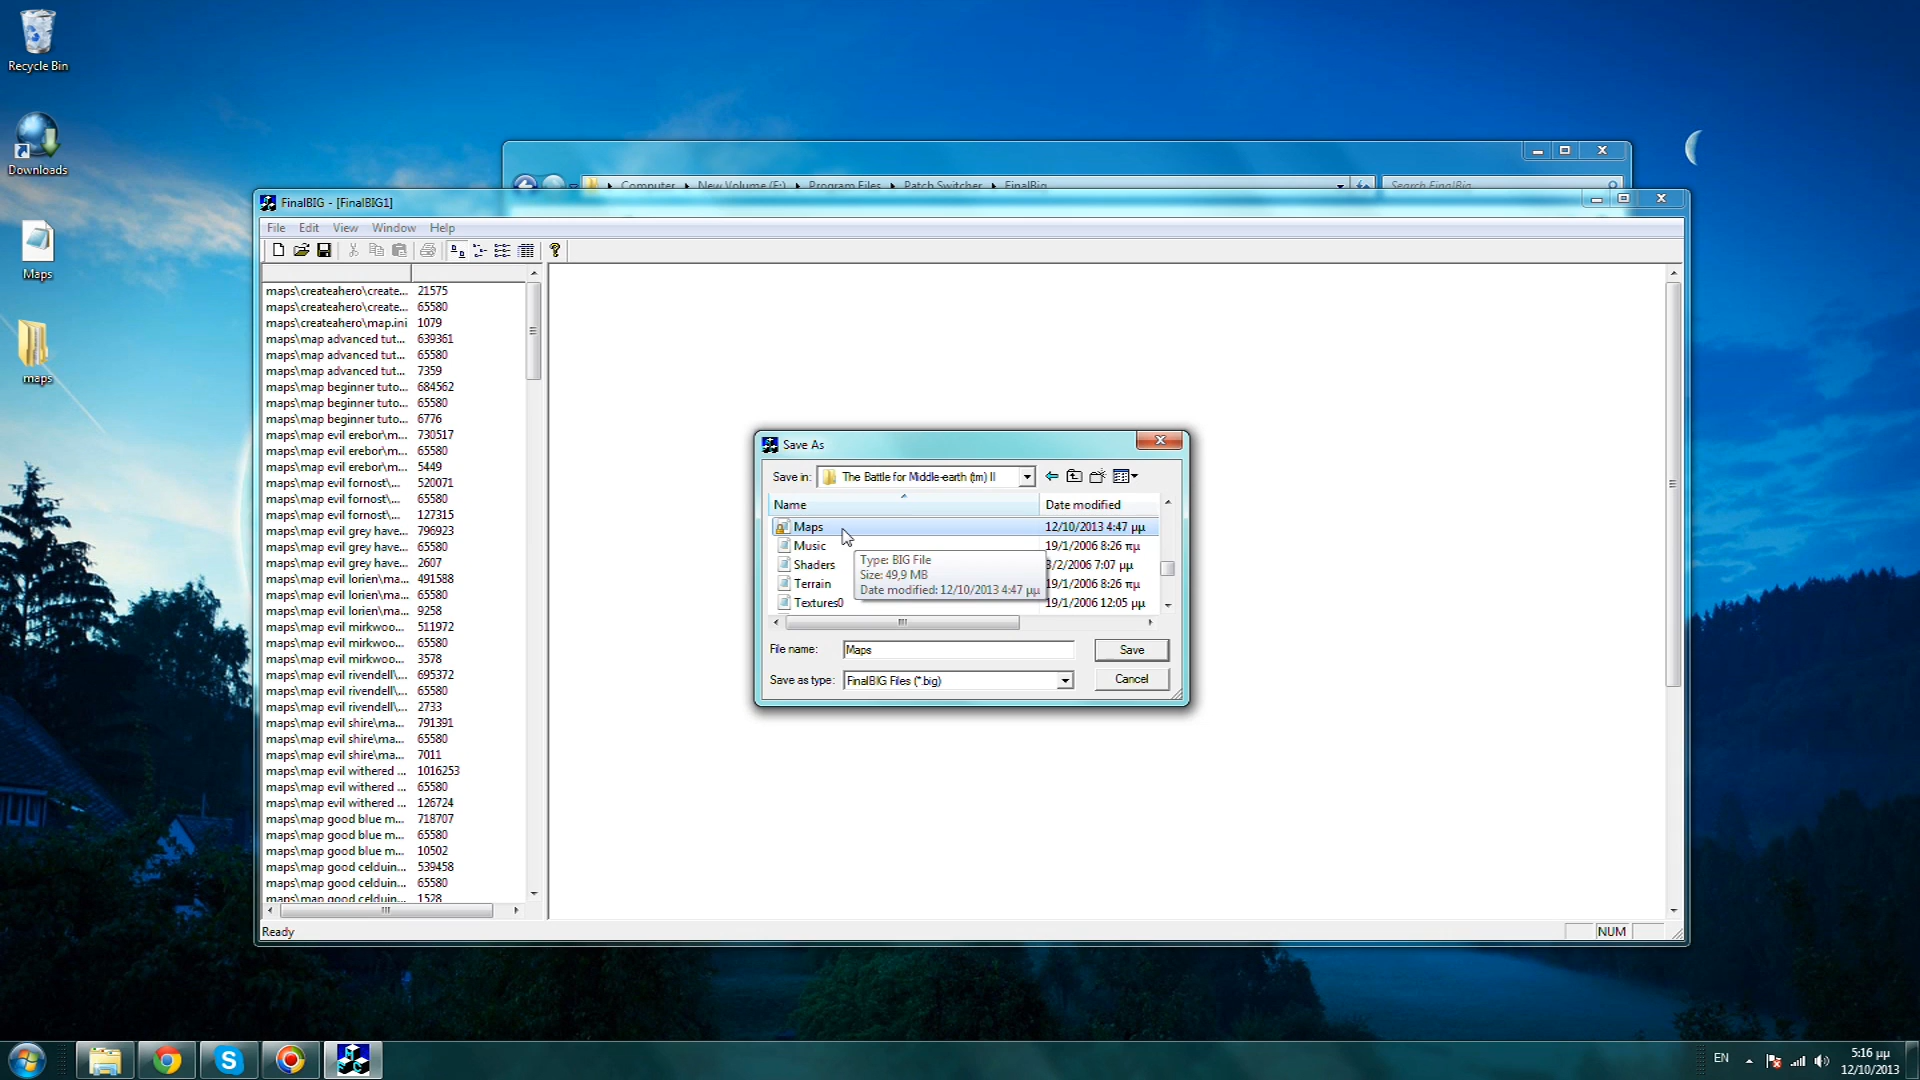 Recycle Bin
Downloads
Maps
maps
Computer New Volume (F:) Program Files Patch Switcher FinalBig Search FinalBig
FinalBIG - [FinalBIG1]
File Edit View Window Help
maps\createahero\create... 21575
maps\createahero\create... 65580
maps\createahero\map.ini 1079
maps\map advanced tut... 639361
maps\map advanced tut... 65580
maps\map advanced tut... 7359
maps\map beginner tuto... 684562
maps\map beginner tuto... 65580
maps\map beginner tuto... 6776
maps\map evil erebor\m... 730517
maps\map evil erebor\m... 65580
maps\map evil erebor\m... 5449
maps\map evil fornost\... 520071
maps\map evil fornost\... 65580
maps\map evil fornost\... 127315
maps\map evil grey have... 796923
maps\map evil grey have... 65580
maps\map evil grey have... 2607
maps\map evil lorien\ma... 491588
maps\map evil lorien\ma... 65580
maps\map evil lorien\ma... 9258
maps\map evil mirkwoo... 511972
maps\map evil mirkwoo... 65580
maps\map evil mirkwoo... 3578
maps\map evil rivendell\... 695372
maps\map evil rivendell\... 65580
maps\map evil rivendell\... 2733
maps\map evil shire\ma... 791391
maps\map evil shire\ma... 65580
maps\map evil shire\ma... 7011
maps\map evil withered ... 1016253
maps\map evil withered ... 65580
maps\map evil withered ... 126724
maps\map good blue m... 718707
maps\map good blue m... 65580
maps\map good blue m... 10502
maps\map good celduin... 539458
maps\map good celduin... 65580
maps\map good celduin... 1528
Ready
NUM
Save As
Save in: The Battle for Middle-earth (tm) II
Name Date modified
Maps 12/10/2013 4:47 μμ
Music 19/1/2006 8:26 πμ
Shaders 3/2/2006 7:07 μμ
Terrain 19/1/2006 8:26 πμ
Textures0 19/1/2006 12:05 μμ
Type: BIG File
Size: 49,9 MB
Date modified: 12/10/2013 4:47 μμ
File name: Maps Save
Save as type: FinalBIG Files (*.big) Cancel
EN
5:16 μμ
12/10/2013